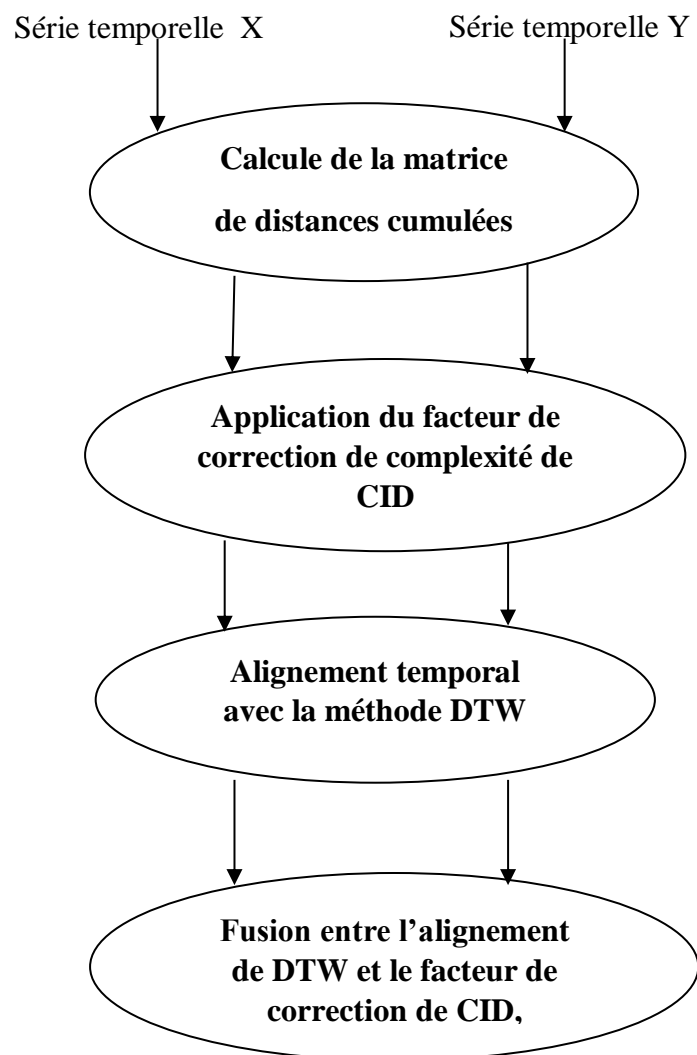 Série temporelle X
Série temporelle Y
Calcule de la matrice
de distances cumulées
Application du facteur de
correction de complexité de
CID
Alignement temporal
avec la méthode DTW
Fusion entre l’alignement
de DTW et le facteur de
correction de CID,